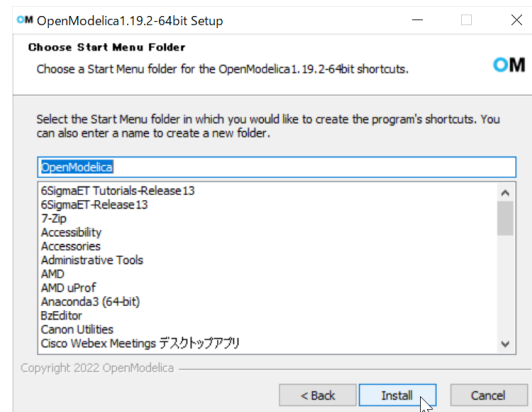 OM OpenModelica1.19.2-64bit Setup
Choose Start Menu Folder
Choose a Start Menu folder for the OpenModelica1.19.2-64bit shortcuts.
OM
Select the Start Menu folder in which you would like to create the program's shortcuts. You
can also enter a name to create a new folder.
OpenModelica
6SigmaET Tutorials-Release13
6SigmaET-Release13
7-Zip
Accessibility
Accessories
Administrative Tools
AMD
AMD uProf
Anaconda3 (64-bit)
BzEditor
Canon Utilities
Cisco Webex Meetings デスクトップアプリ
Copyright 2022 OpenModelica
< Back Install Cancel